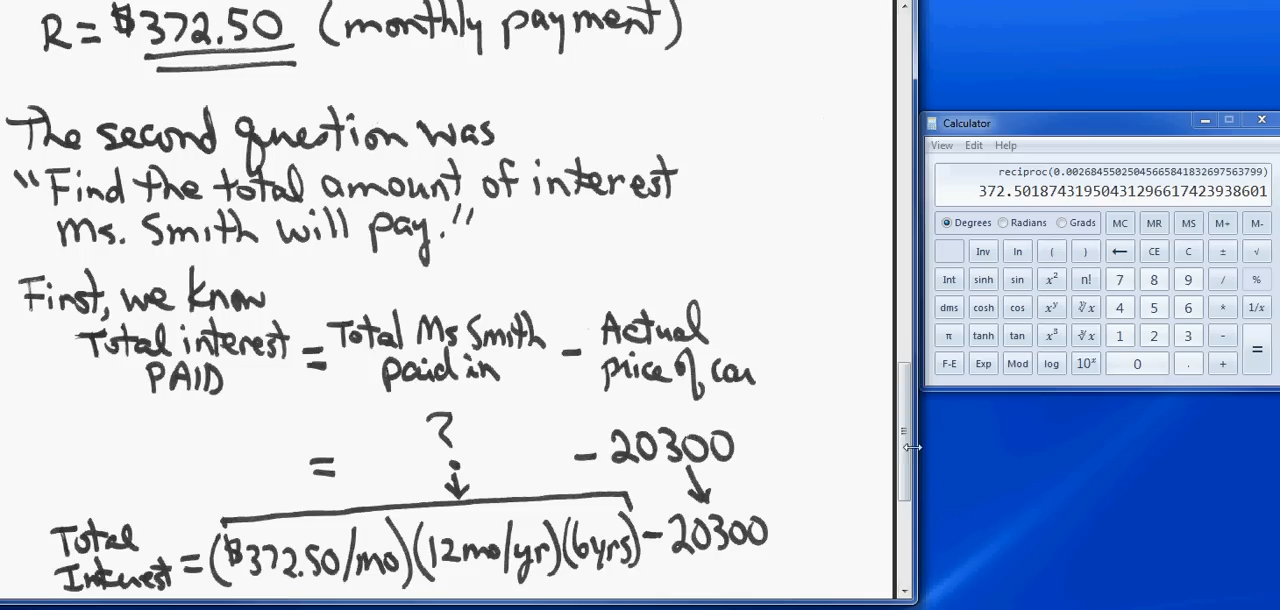 R = $372.50 (monthly payment)
The second question was
"Find the total amount of interest
Ms. Smith will pay."
First, we know
Total interest PAID = Total Ms Smith paid in - Actual price of car
?
= - 20300
Total Interest = ($372.50/mo)(12mo/yr)(6yrs) - 20300
Calculator
View Edit Help
reciproc(0.0026845502504566584183269756379​9)
372.50187431950431296617423938601
Degrees Radians Grads MC MR MS M+ M-
Inv ln ( ) ← CE C ± √
Int sinh sin x² n! 7 8 9 / %
dms cosh cos xʸ ʸ√x 4 5 6 * 1/x
π tanh tan x³ ³√x 1 2 3 - =
F-E Exp Mod log 10ˣ 0 . +